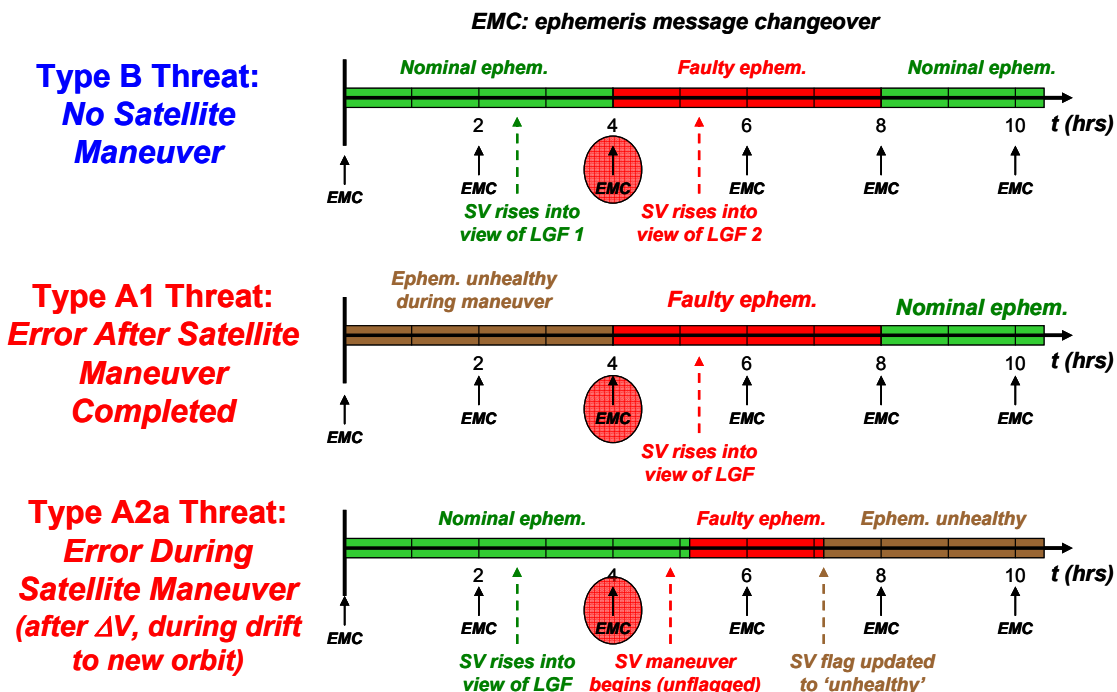 EMC: ephemeris message changeover
Type B Threat:
No Satellite
Maneuver
Nominal ephem.
Faulty ephem.
Nominal ephem.
2
4
6
8
10
t (hrs)
EMC
EMC
EMC
EMC
EMC
EMC
SV rises into
view of LGF 1
SV rises into
view of LGF 2
Type A1 Threat:
Error After Satellite
Maneuver
Completed
Ephem. unhealthy
during maneuver
Faulty ephem.
Nominal ephem.
2
4
6
8
10
t (hrs)
EMC
EMC
EMC
EMC
EMC
EMC
SV rises into
view of LGF
Type A2a Threat:
Error During
Satellite Maneuver
(after ΔV, during drift
to new orbit)
Nominal ephem.
Faulty ephem.
Ephem. unhealthy
2
4
6
8
10
t (hrs)
EMC
EMC
EMC
EMC
EMC
EMC
SV rises into
view of LGF
SV maneuver
begins (unflagged)
SV flag updated
to ‘unhealthy’